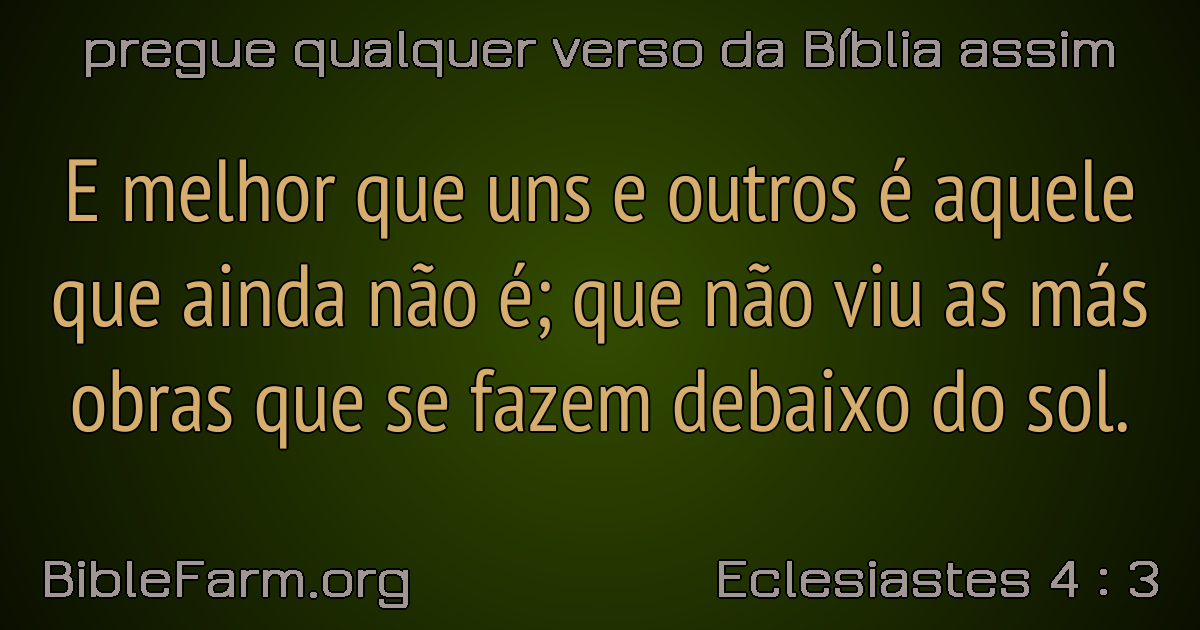 pregue qualquer verso da Bíblia assim
E melhor que uns e outros é aquele
que ainda não é; que não viu as más
obras que se fazem debaixo do sol.
BibleFarm.org
Eclesiastes 4 : 3